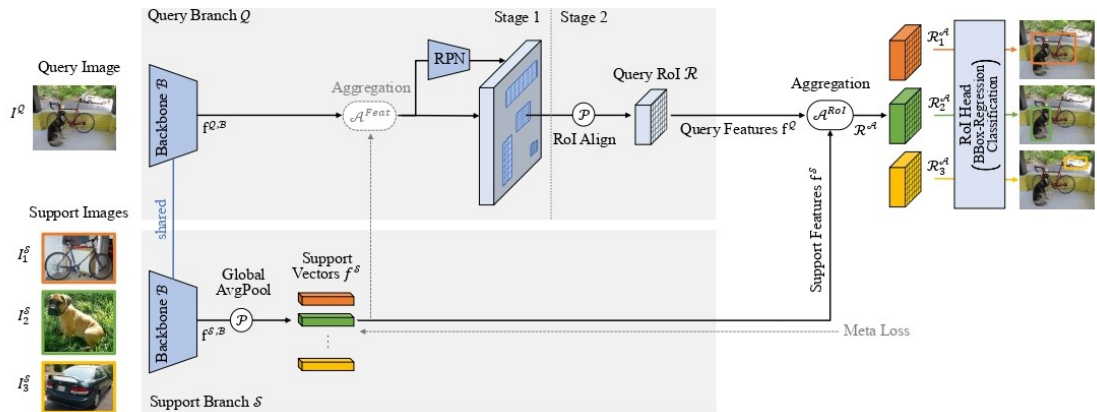 Query Branch 𝒬
Stage 1
Stage 2
Query Image
I^𝒬
Backbone ℬ
f^{𝒬,ℬ}
Aggregation
𝒜^{Feat}
RPN
𝒫
RoI Align
Query RoI ℛ
Query Features f^𝒬
Aggregation
𝒜^{RoI}
ℛ^𝒜
ℛ_1^𝒜
ℛ_2^𝒜
ℛ_3^𝒜
RoI Head
(BBox-Regression
Classification)
shared
Support Features f^𝒮
Support Images
I_1^𝒮
I_2^𝒮
I_3^𝒮
Backbone ℬ
f^{𝒮,ℬ}
Global
AvgPool
𝒫
Support
Vectors f^𝒮
Meta Loss
Support Branch 𝒮